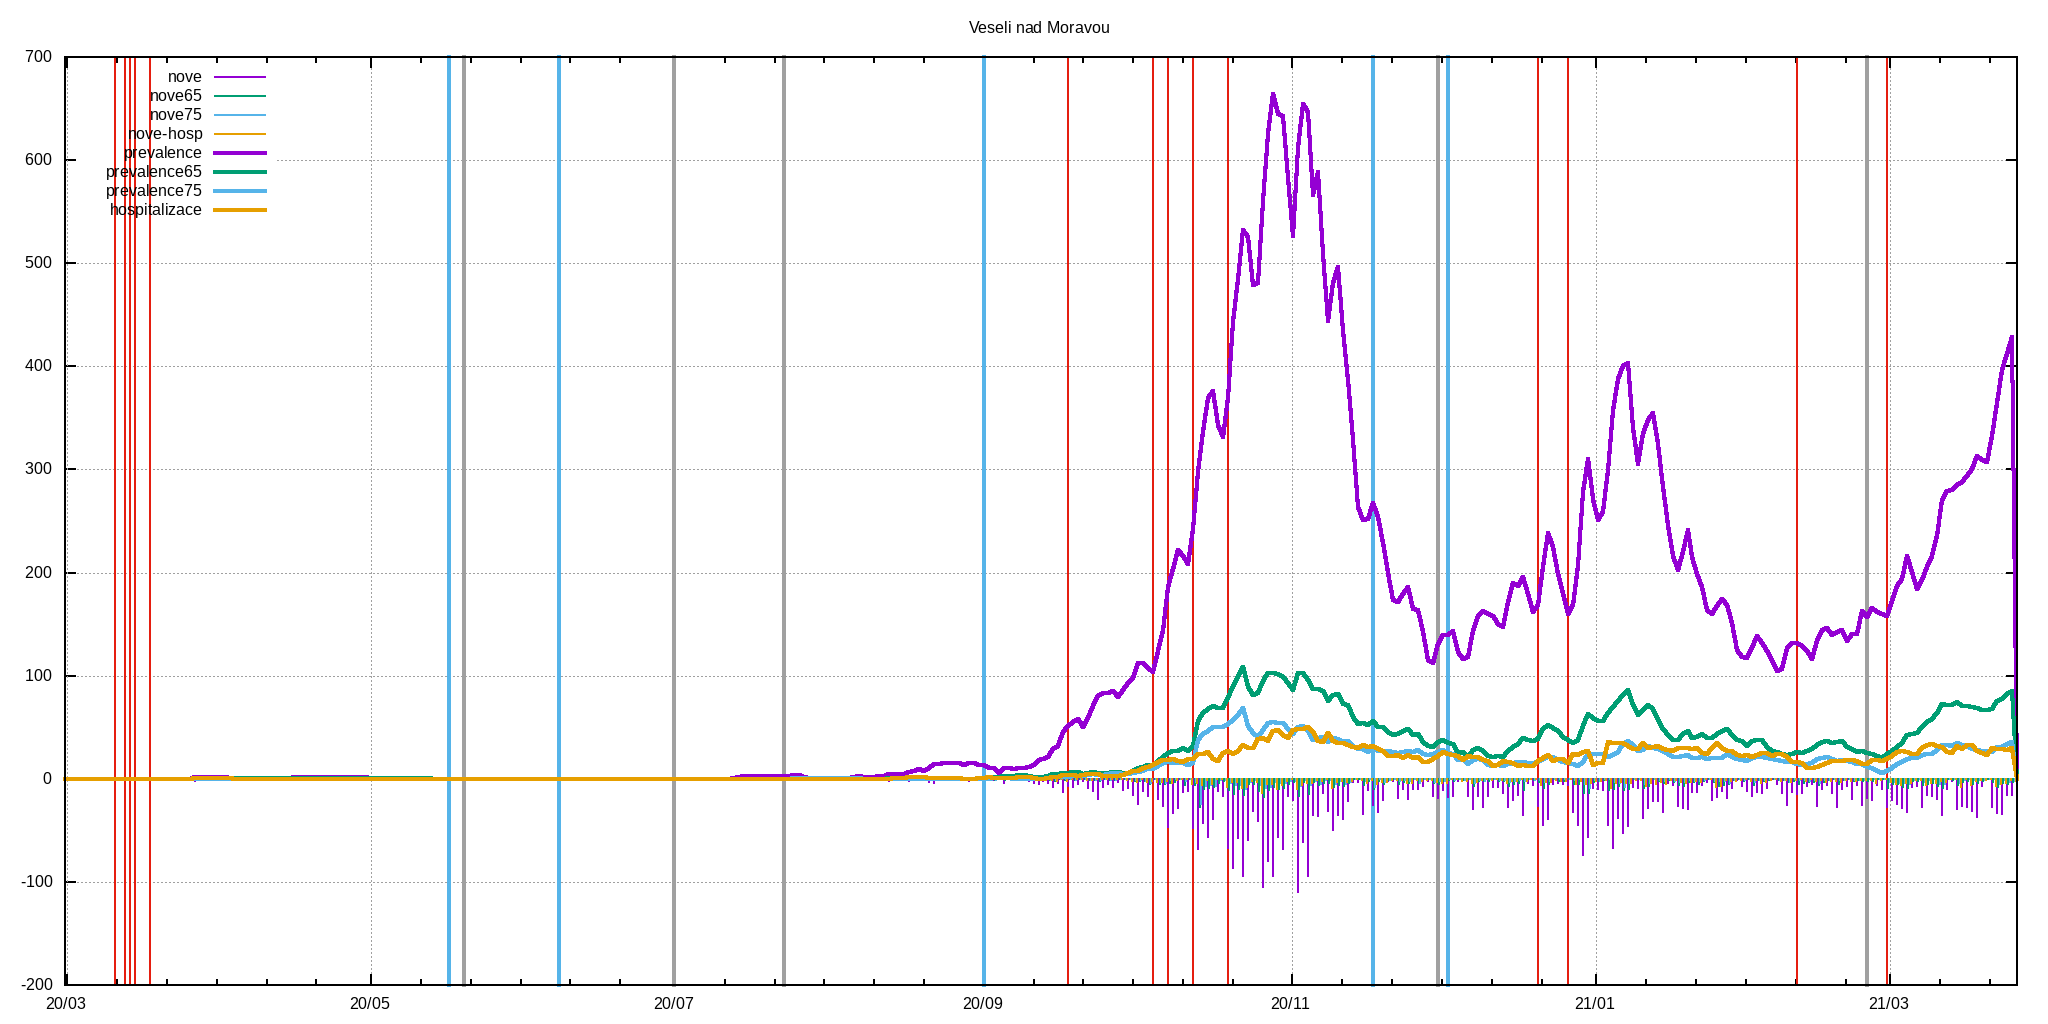 Veseli nad Moravou
700
600
500
400
300
200
100
0
-100
-200
nove
nove65
nove75
nove-hosp
prevalence
prevalence65
prevalence75
hospitalizace
20/03 20/05 20/07 20/09 20/11 21/01 21/03